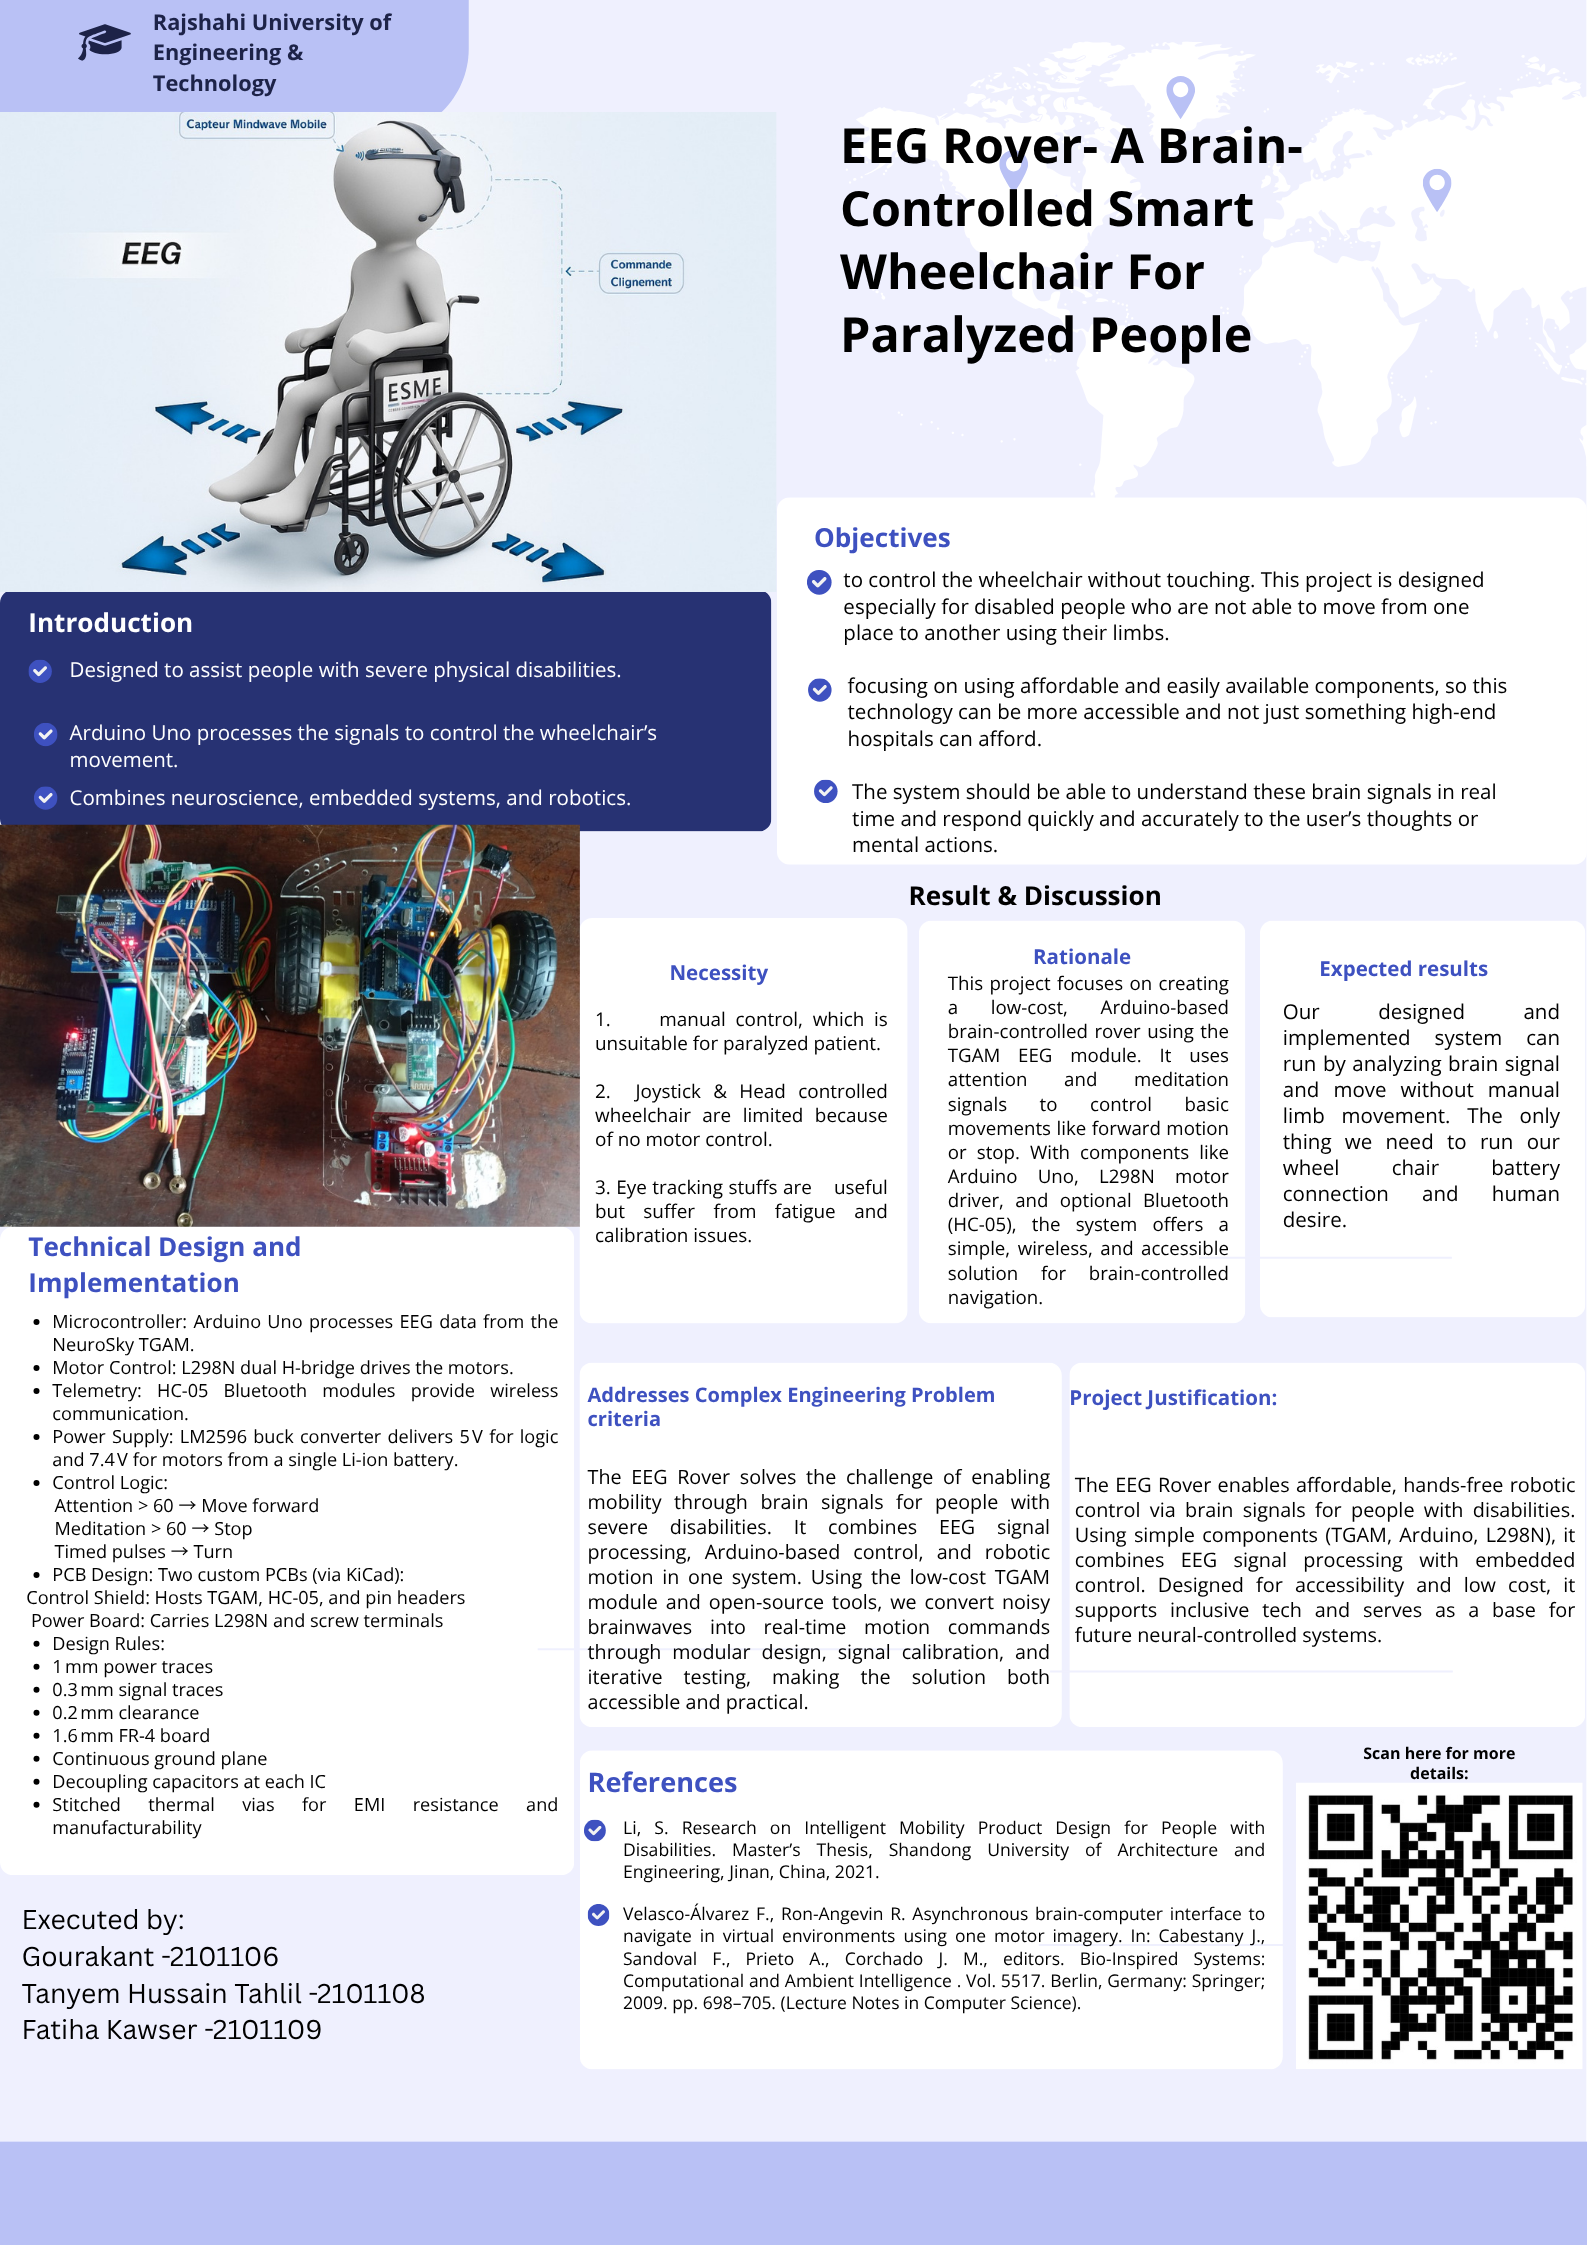 Rajshahi University of
Engineering &
Technology
Capteur Mindwave Mobile
EEG
Commande
Clignement
ESME
EEG Rover- A Brain-
Controlled Smart
Wheelchair For
Paralyzed People
Introduction
Designed to assist people with severe physical disabilities.
Arduino Uno processes the signals to control the wheelchair’s
movement.
Combines neuroscience, embedded systems, and robotics.
Objectives
to control the wheelchair without touching. This project is designed
especially for disabled people who are not able to move from one
place to another using their limbs.
focusing on using affordable and easily available components, so this
technology can be more accessible and not just something high-end
hospitals can afford.
The system should be able to understand these brain signals in real
time and respond quickly and accurately to the user’s thoughts or
mental actions.
Result & Discussion
Necessity
1. manual control, which is
unsuitable for paralyzed patient.
2. Joystick & Head controlled
wheelchair are limited because
of no motor control.
3. Eye tracking stuffs are useful
but suffer from fatigue and
calibration issues.
Rationale
This project focuses on creating
a low-cost, Arduino-based
brain-controlled rover using the
TGAM EEG module. It uses
attention and meditation
signals to control basic
movements like forward motion
or stop. With components like
Arduino Uno, L298N motor
driver, and optional Bluetooth
(HC-05), the system offers a
simple, wireless, and accessible
solution for brain-controlled
navigation.
Expected results
Our designed and
implemented system can
run by analyzing brain signal
and move without manual
limb movement. The only
thing we need to run our
wheel chair battery
connection and human
desire.
Technical Design and
Implementation
• Microcontroller: Arduino Uno processes EEG data from the
NeuroSky TGAM.
• Motor Control: L298N dual H-bridge drives the motors.
• Telemetry: HC-05 Bluetooth modules provide wireless
communication.
• Power Supply: LM2596 buck converter delivers 5 V for logic
and 7.4 V for motors from a single Li-ion battery.
• Control Logic:
Attention > 60 → Move forward
Meditation > 60 → Stop
Timed pulses → Turn
• PCB Design: Two custom PCBs (via KiCad):
Control Shield: Hosts TGAM, HC-05, and pin headers
Power Board: Carries L298N and screw terminals
• Design Rules:
• 1 mm power traces
• 0.3 mm signal traces
• 0.2 mm clearance
• 1.6 mm FR-4 board
• Continuous ground plane
• Decoupling capacitors at each IC
• Stitched thermal vias for EMI resistance and
manufacturability
Addresses Complex Engineering Problem
criteria
The EEG Rover solves the challenge of enabling
mobility through brain signals for people with
severe disabilities. It combines EEG signal
processing, Arduino-based control, and robotic
motion in one system. Using the low-cost TGAM
module and open-source tools, we convert noisy
brainwaves into real-time motion commands
through modular design, signal calibration, and
iterative testing, making the solution both
accessible and practical.
Project Justification:
The EEG Rover enables affordable, hands-free robotic
control via brain signals for people with disabilities.
Using simple components (TGAM, Arduino, L298N), it
combines EEG signal processing with embedded
control. Designed for accessibility and low cost, it
supports inclusive tech and serves as a base for
future neural-controlled systems.
References
Li, S. Research on Intelligent Mobility Product Design for People with
Disabilities. Master’s Thesis, Shandong University of Architecture and
Engineering, Jinan, China, 2021.
Velasco-Álvarez F., Ron-Angevin R. Asynchronous brain-computer interface to
navigate in virtual environments using one motor imagery. In: Cabestany J.,
Sandoval F., Prieto A., Corchado J. M., editors. Bio-Inspired Systems:
Computational and Ambient Intelligence . Vol. 5517. Berlin, Germany: Springer;
2009. pp. 698–705. (Lecture Notes in Computer Science).
Scan here for more
details:
Executed by:
Gourakant -2101106
Tanyem Hussain Tahlil -2101108
Fatiha Kawser -2101109